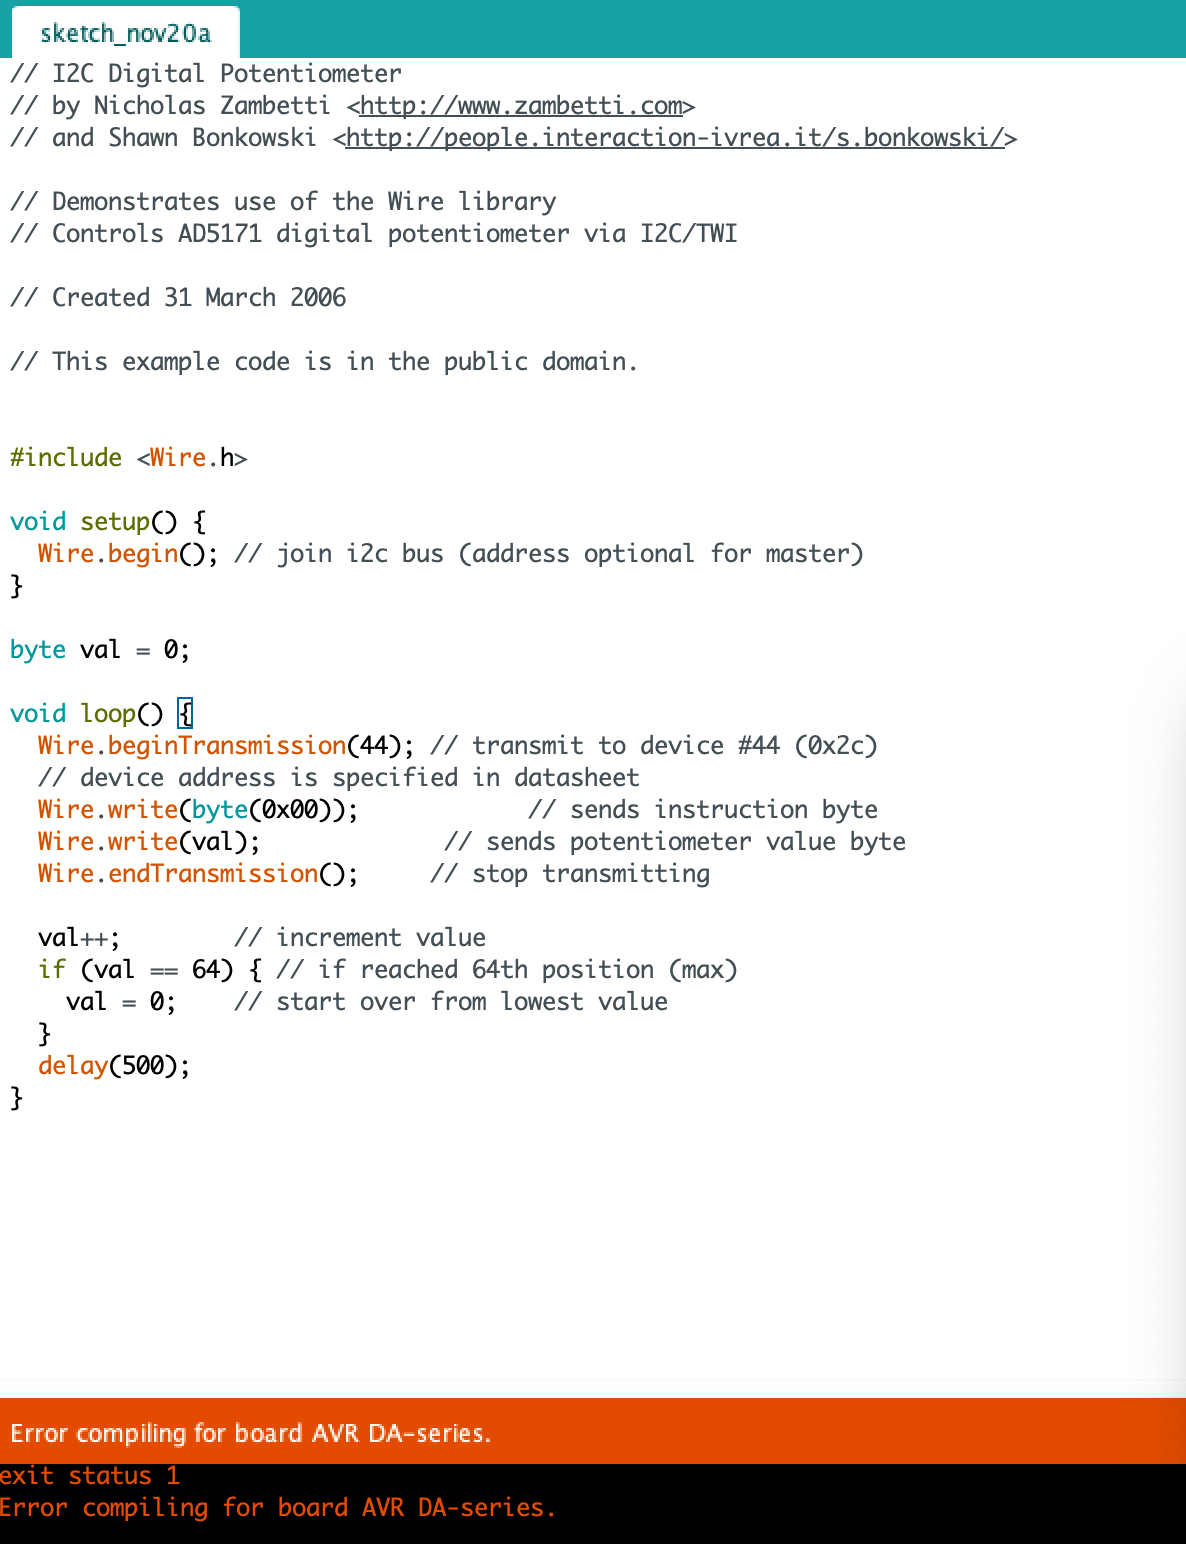 sketch_nov20a
// I2C Digital Potentiometer
// by Nicholas Zambetti <http://www.zambetti.com>
// and Shawn Bonkowski <http://people.interaction-ivrea.it/s.bonkowski/>
// Demonstrates use of the Wire library
// Controls AD5171 digital potentiometer via I2C/TWI
// Created 31 March 2006
// This example code is in the public domain.
#include <Wire.h>
void setup() {
  Wire.begin(); // join i2c bus (address optional for master)
}
byte val = 0;
void loop() {
  Wire.beginTransmission(44); // transmit to device #44 (0x2c)
  // device address is specified in datasheet
  Wire.write(byte(0x00));            // sends instruction byte
  Wire.write(val);             // sends potentiometer value byte
  Wire.endTransmission();     // stop transmitting
  val++;        // increment value
  if (val == 64) { // if reached 64th position (max)
    val = 0;    // start over from lowest value
  }
  delay(500);
}
Error compiling for board AVR DA-series.
exit status 1
Error compiling for board AVR DA-series.